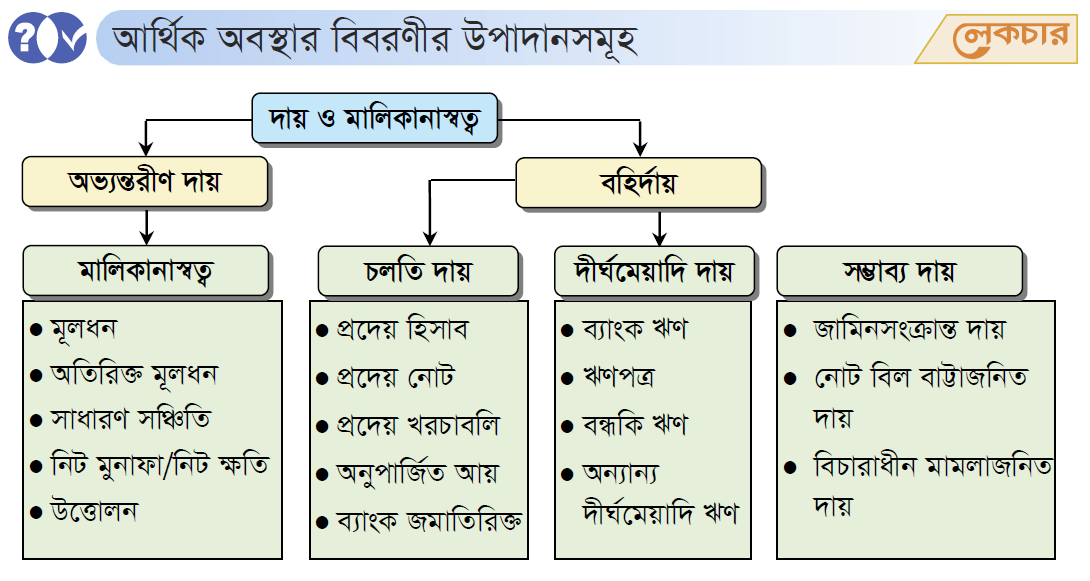 আর্থিক অবস্থার বিবরণীর উপাদানসমূহ
লেকচার
দায় ও মালিকানাস্বত্ব
অভ্যন্তরীণ দায়
বহির্দায়
মালিকানাস্বত্ব
● মূলধন
● অতিরিক্ত মূলধন
● সাধারণ সঞ্চিতি
● নিট মুনাফা/নিট ক্ষতি
● উত্তোলন
চলতি দায়
● প্রদেয় হিসাব
● প্রদেয় নোট
● প্রদেয় খরচাবলি
● অনুপার্জিত আয়
● ব্যাংক জমাতিরিক্ত
দীর্ঘমেয়াদি দায়
● ব্যাংক ঋণ
● ঋণপত্র
● বন্ধকি ঋণ
● অন্যান্য
দীর্ঘমেয়াদি ঋণ
সম্ভাব্য দায়
● জামিনসংক্রান্ত দায়
● নোট বিল বাট্টাজনিত
দায়
● বিচারাধীন মামলাজনিত
দায়